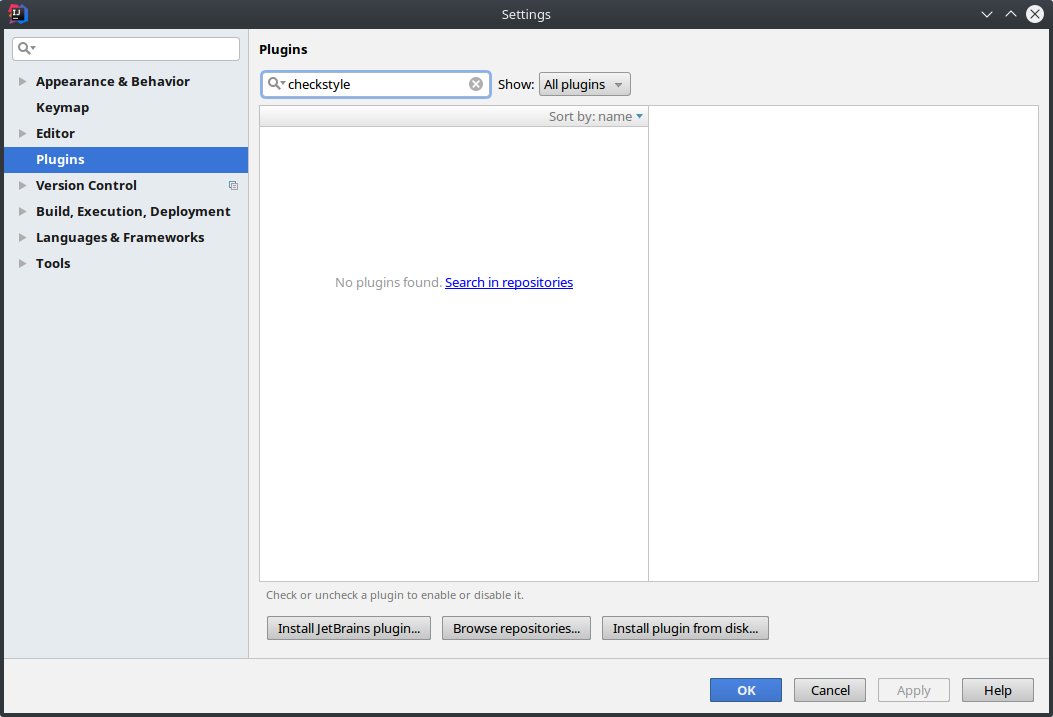 IJ
Settings
Appearance & Behavior
Keymap
Editor
Plugins
Version Control
Build, Execution, Deployment
Languages & Frameworks
Tools
Plugins
checkstyle Show: All plugins
Sort by: name
No plugins found. Search in repositories
Check or uncheck a plugin to enable or disable it.
Install JetBrains plugin... Browse repositories... Install plugin from disk...
OK Cancel Apply Help